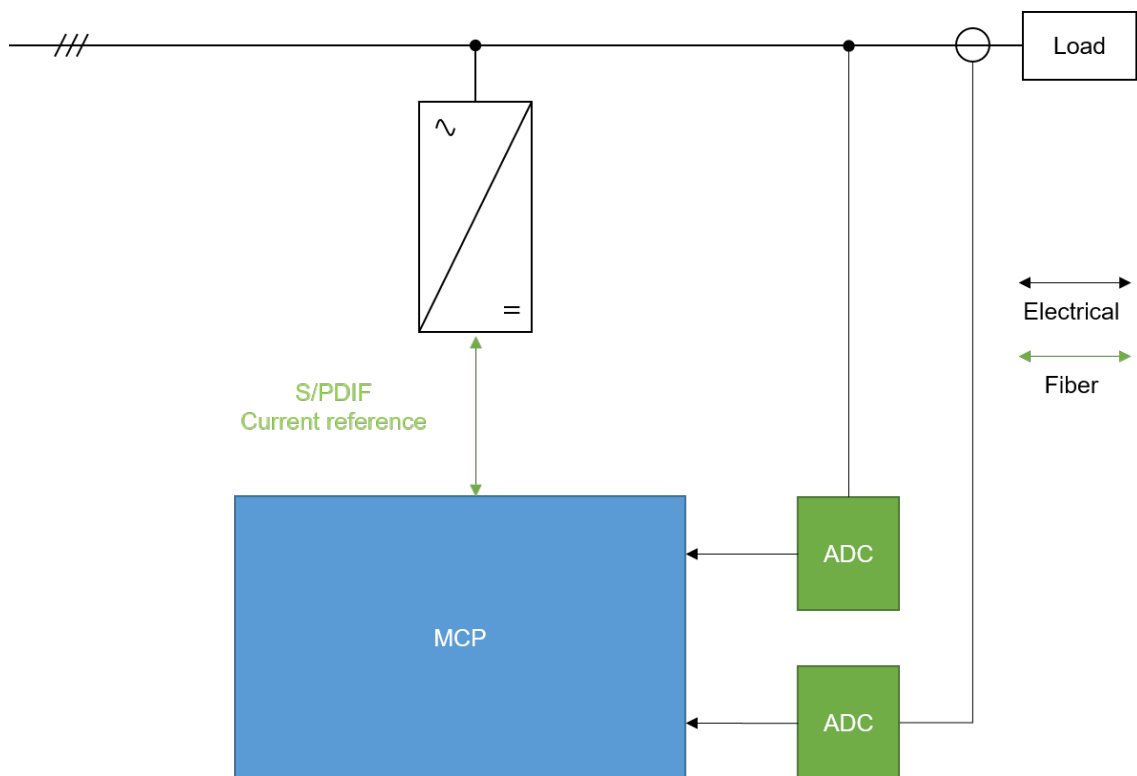 Load
Electrical
Fiber
S/PDIF
Current reference
ADC
MCP
ADC